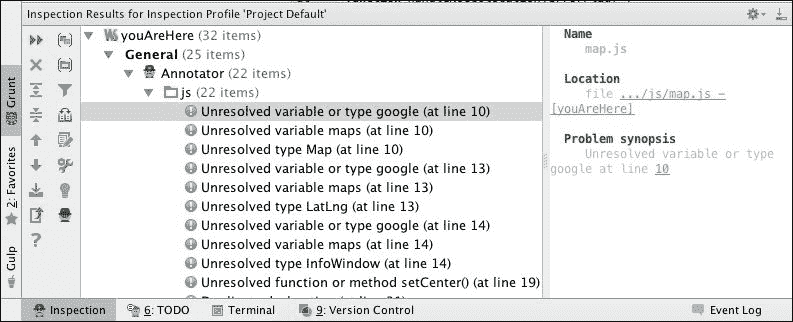 Inspection Results for Inspection Profile 'Project Default'
youAreHere (32 items)
General (25 items)
Annotator (22 items)
js (22 items)
Unresolved variable or type google (at line 10)
Unresolved variable maps (at line 10)
Unresolved type Map (at line 10)
Unresolved variable or type google (at line 13)
Unresolved variable maps (at line 13)
Unresolved type LatLng (at line 13)
Unresolved variable or type google (at line 14)
Unresolved variable maps (at line 14)
Unresolved type InfoWindow (at line 14)
Unresolved function or method setCenter() (at line 19)
Name
map.js
Location
file .../js/map.js –
[youAreHere]
Problem synopsis
Unresolved variable or type
google at line 10
Grunt
2: Favorites
Gulp
Inspection
6: TODO
Terminal
9: Version Control
Event Log